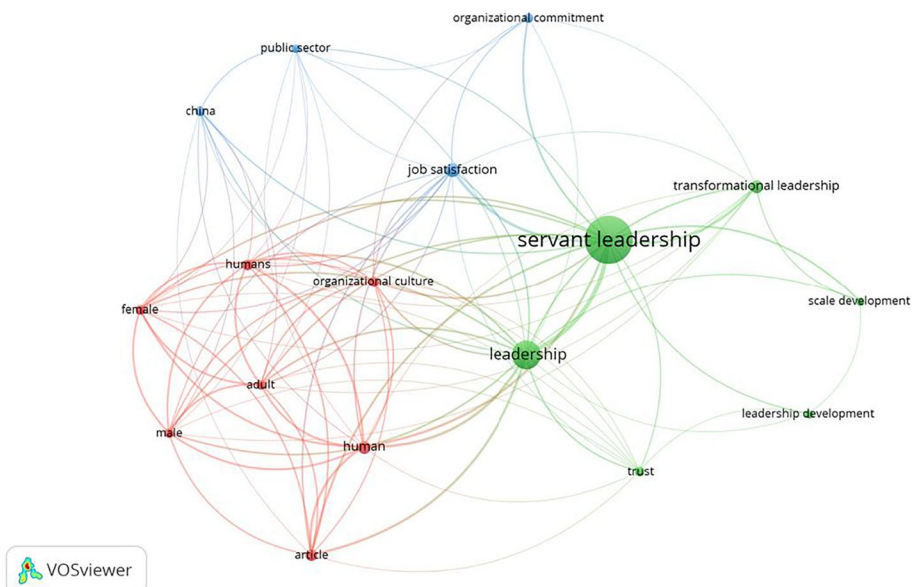 organizational commitment
public sector
china
job satisfaction
transformational leadership
servant leadership
humans
organizational culture
female
scale development
leadership
adult
leadership development
male
human
trust
article
VOSviewer